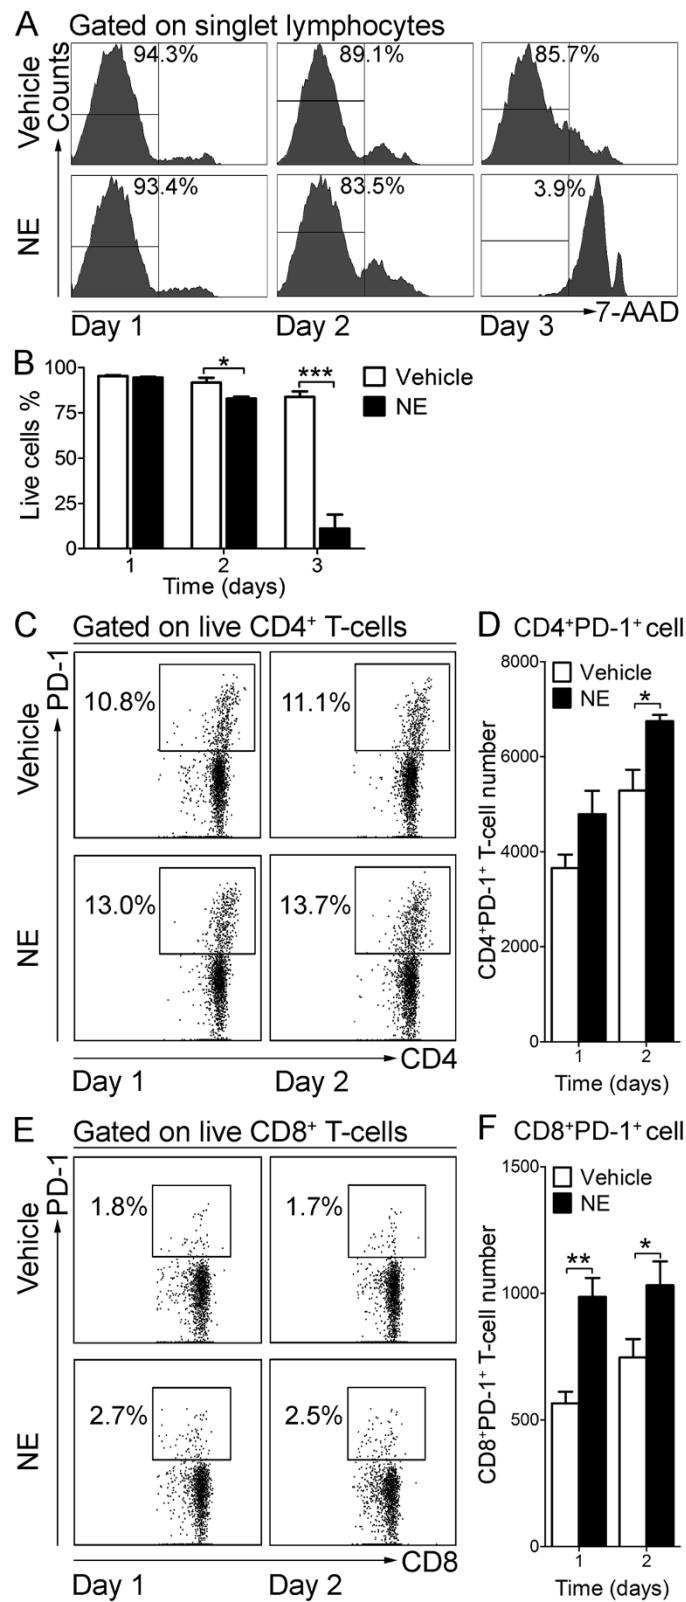 A Gated on singlet lymphocytes
Vehicle
Counts
94.3%
89.1%
85.7%
NE
93.4%
83.5%
3.9%
Day 1
Day 2
Day 3
7-AAD
B
Live cells %
100
75
50
25
0
*
***
Vehicle
NE
1
2
3
Time (days)
C Gated on live CD4⁺ T-cells
PD-1
Vehicle
10.8%
11.1%
NE
13.0%
13.7%
CD4
Day 1
Day 2
D CD4⁺PD-1⁺ cell
CD4⁺PD-1⁺ T-cell number
8000
6000
4000
2000
0
Vehicle
NE
*
1
2
Time (days)
E Gated on live CD8⁺ T-cells
PD-1
Vehicle
1.8%
1.7%
NE
2.7%
2.5%
CD8
Day 1
Day 2
F CD8⁺PD-1⁺ cell
CD8⁺PD-1⁺ T-cell number
1500
1000
500
0
Vehicle
NE
**
*
1
2
Time (days)